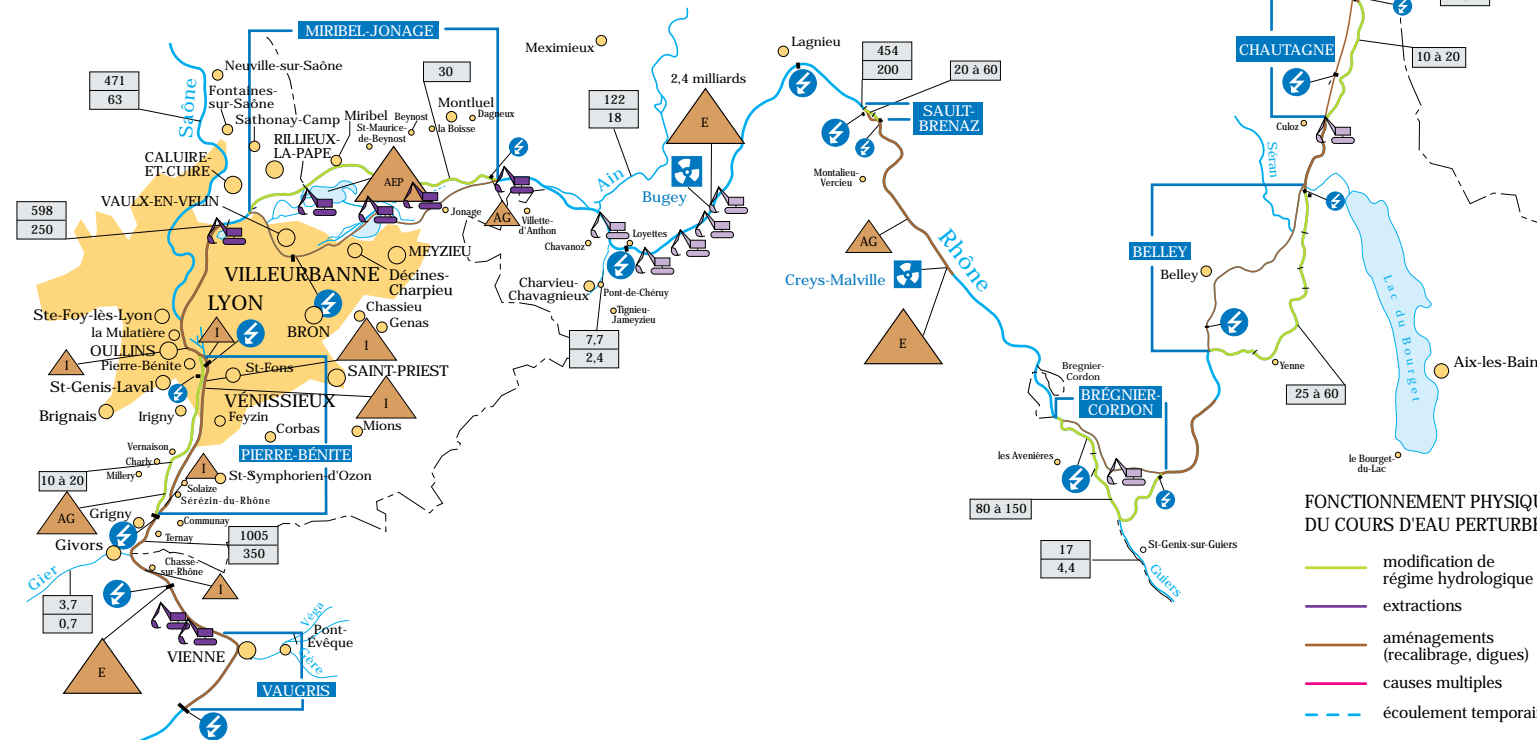 MIRIBEL-JONAGE
Meximieux
Lagnieu
CHAUTAGNE
10 à 20
471
63
Saône
Neuville-sur-Saône
Fontaines-
sur-Saône
Sathonay-Camp
30
Miribel
Beynost
Montluel
Dagneux
la Boisse
St-Maurice-
de-Beynost
RILLIEUX-
LA-PAPE
CALUIRE-
ET-CUIRE
VAULX-EN-VELIN
AEP
122
18
2,4 milliards
E
454
200
20 à 60
SAULT-
BRENAZ
Culoz
Séran
Ain
Bugey
Montalieu-
Vercieu
598
250
Jonage
AG
Villette-
d'Anthon
Chavanoz
Loyettes
AG
Rhône
Creys-Malville
E
BELLEY
Belley
MEYZIEU
Décines-
Charpieu
VILLEURBANNE
LYON
Charvieu-
Chavagnieux
Pont-de-Chéruy
Tignieu-
Jameyzieu
7,7
2,4
Lac du Bourget
Aix-les-Bain
Ste-Foy-lès-Lyon
la Mulatière
OULLINS
Pierre-Bénite
St-Genis-Laval
Brignais
Irigny
I
I
BRON
Chassieu
Genas
I
St-Fons
SAINT-PRIEST
VÉNISSIEUX
I
Feyzin
Corbas
Mions
Yenne
25 à 60
Bregnier-
Cordon
BRÉGNIER-
CORDON
les Avenières
80 à 150
le Bourget-
du-Lac
Vernaison
Charly
Millery
PIERRE-BÉNITE
I
St-Symphorien-d'Ozon
10 à 20
Solaize
Sérézin-du-Rhône
AG
Grigny
Communay
Ternay
Givors
1005
350
Chasse-
sur-Rhône
I
Gier
3,7
0,7
E
17
4,4
St-Genix-sur-Guiers
Guiers
Véga
Pont-
Évêque
Gère
VIENNE
VAUGRIS
FONCTIONNEMENT PHYSIQU
DU COURS D'EAU PERTURBÉ
modification de
régime hydrologique
extractions
aménagements
(recalibrage, digues)
causes multiples
écoulement temporai